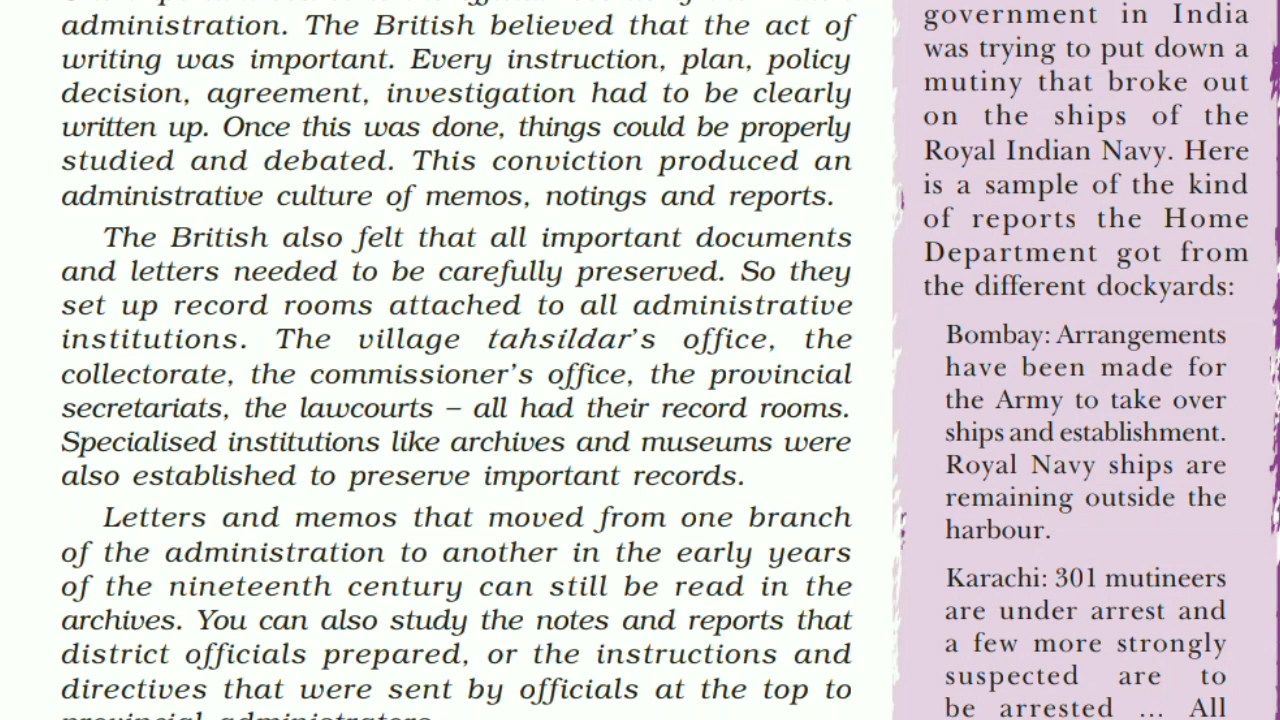 administration. The British believed that the act of
writing was important. Every instruction, plan, policy
decision, agreement, investigation had to be clearly
written up. Once this was done, things could be properly
studied and debated. This conviction produced an
administrative culture of memos, notings and reports.
The British also felt that all important documents
and letters needed to be carefully preserved. So they
set up record rooms attached to all administrative
institutions. The village tahsildar's office, the
collectorate, the commissioner's office, the provincial
secretariats, the lawcourts – all had their record rooms.
Specialised institutions like archives and museums were
also established to preserve important records.
Letters and memos that moved from one branch
of the administration to another in the early years
of the nineteenth century can still be read in the
archives. You can also study the notes and reports that
district officials prepared, or the instructions and
directives that were sent by officials at the top to
provincial administrators.
government in India
was trying to put down a
mutiny that broke out
on the ships of the
Royal Indian Navy. Here
is a sample of the kind
of reports the Home
Department got from
the different dockyards:
Bombay: Arrangements
have been made for
the Army to take over
ships and establishment.
Royal Navy ships are
remaining outside the
harbour.
Karachi: 301 mutineers
are under arrest and
a few more strongly
suspected are to
be arrested ... All